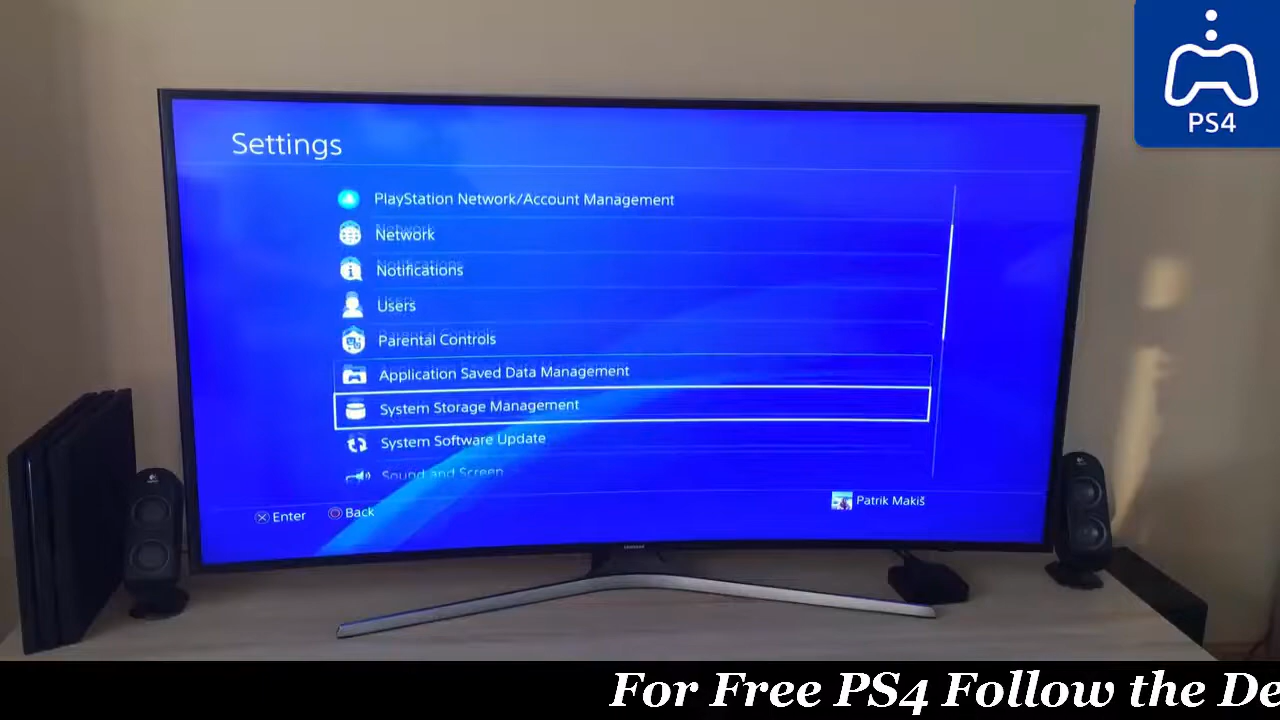 PS4
Settings
PlayStation Network/Account Management
Network
Notifications
Users
Parental Controls
Application Saved Data Management
System Storage Management
System Software Update
Sound and Screen
Patrik Makiš
Enter
Back
SAMSUNG
For Free PS4 Follow the De